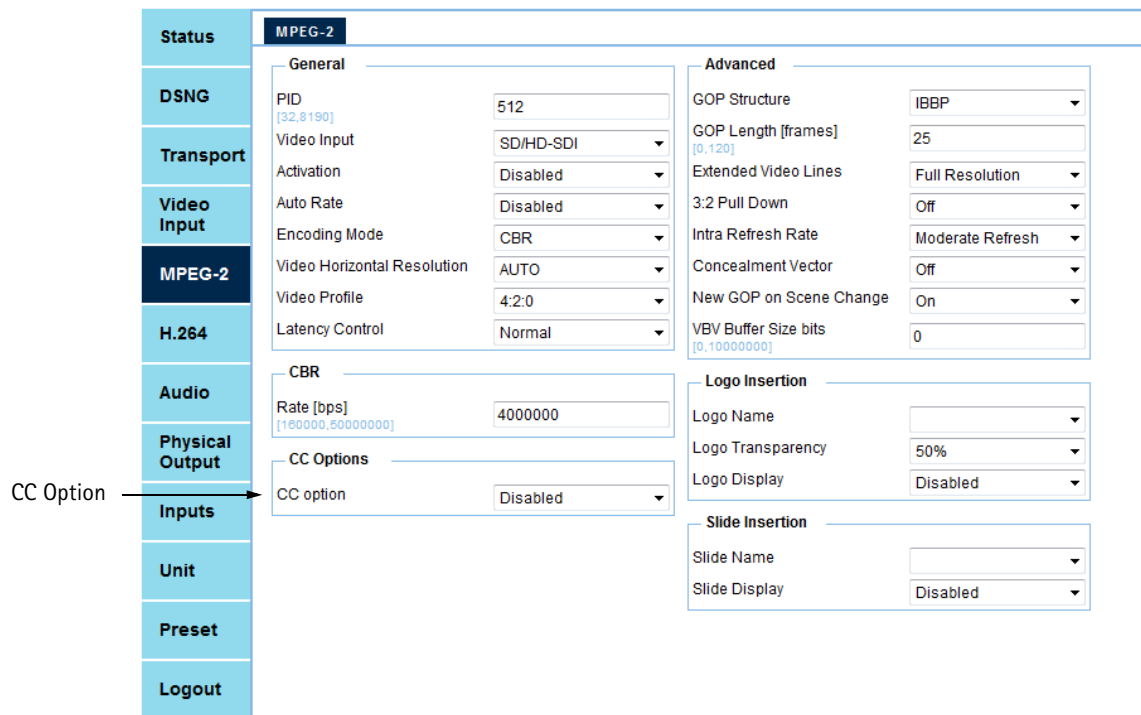 Status
DSNG
Transport
Video
Input
MPEG-2
H.264
Audio
Physical
Output
Inputs
Unit
Preset
Logout
CC Option
MPEG-2
General
PID
[32,8190]
512
Video Input
SD/HD-SDI
Activation
Disabled
Auto Rate
Disabled
Encoding Mode
CBR
Video Horizontal Resolution
AUTO
Video Profile
4:2:0
Latency Control
Normal
CBR
Rate [bps]
[160000,50000000]
4000000
CC Options
CC option
Disabled
Advanced
GOP Structure
IBBP
GOP Length [frames]
[0,120]
25
Extended Video Lines
Full Resolution
3:2 Pull Down
Off
Intra Refresh Rate
Moderate Refresh
Concealment Vector
Off
New GOP on Scene Change
On
VBV Buffer Size bits
[0,10000000]
0
Logo Insertion
Logo Name
Logo Transparency
50%
Logo Display
Disabled
Slide Insertion
Slide Name
Slide Display
Disabled